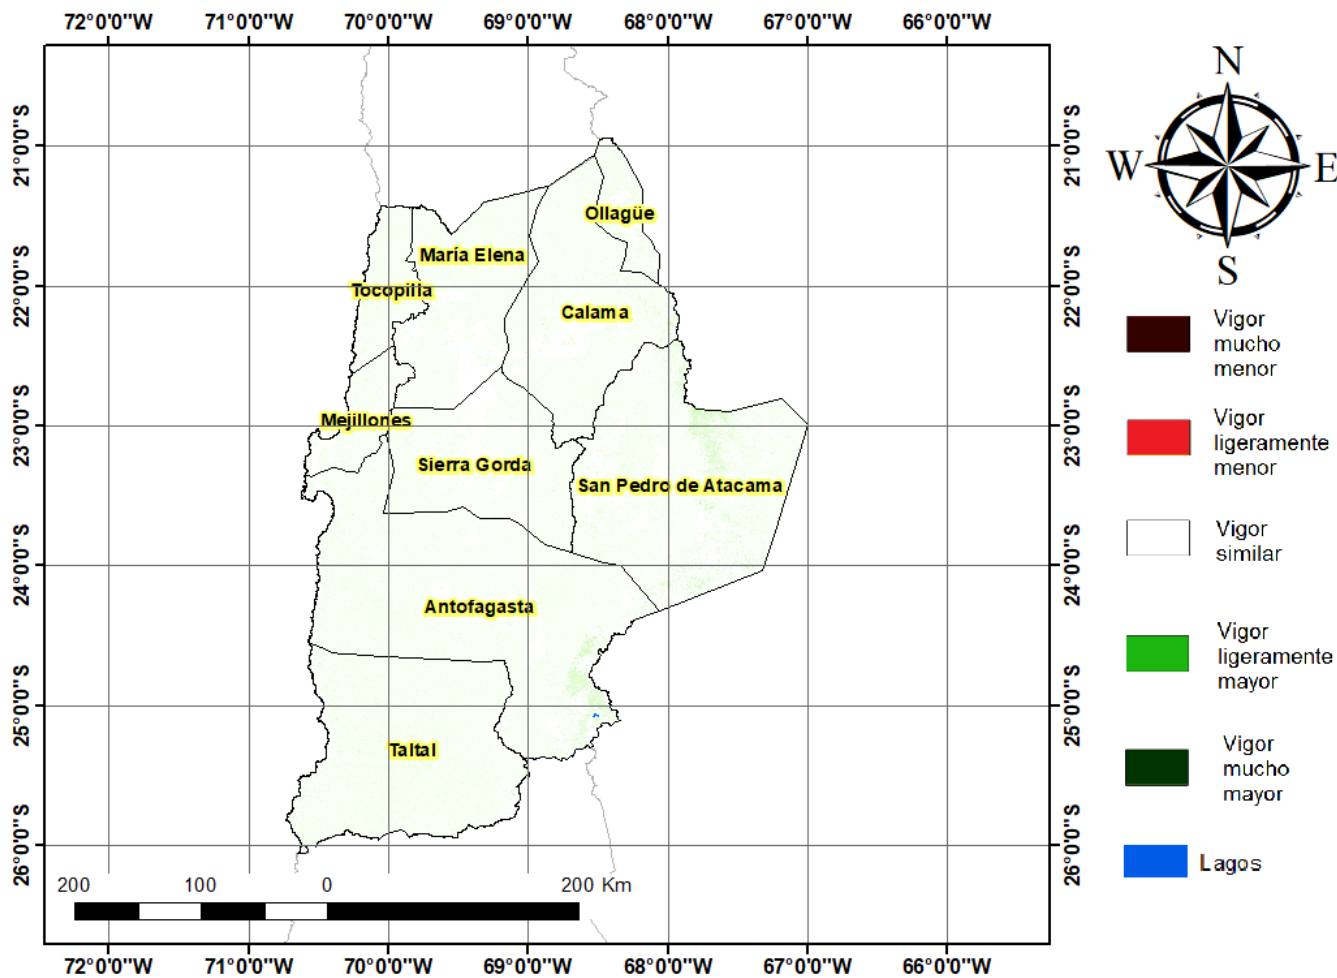 72°0'0"W 71°0'0"W 70°0'0"W 69°0'0"W 68°0'0"W 67°0'0"W 66°0'0"W
N
W E
S
21°0'0"S 21°0'0"S
22°0'0"S 22°0'0"S
23°0'0"S 23°0'0"S
24°0'0"S 24°0'0"S
25°0'0"S 25°0'0"S
26°0'0"S 26°0'0"S
Ollagüe
María Elena
Tocopilla
Calama
Mejillones
Sierra Gorda
San Pedro de Atacama
Antofagasta
Taltal
Vigor
mucho
menor
Vigor
ligeramente
menor
Vigor
similar
Vigor
ligeramente
mayor
Vigor
mucho
mayor
Lagos
200 100 0 200 Km
72°0'0"W 71°0'0"W 70°0'0"W 69°0'0"W 68°0'0"W 67°0'0"W 66°0'0"W